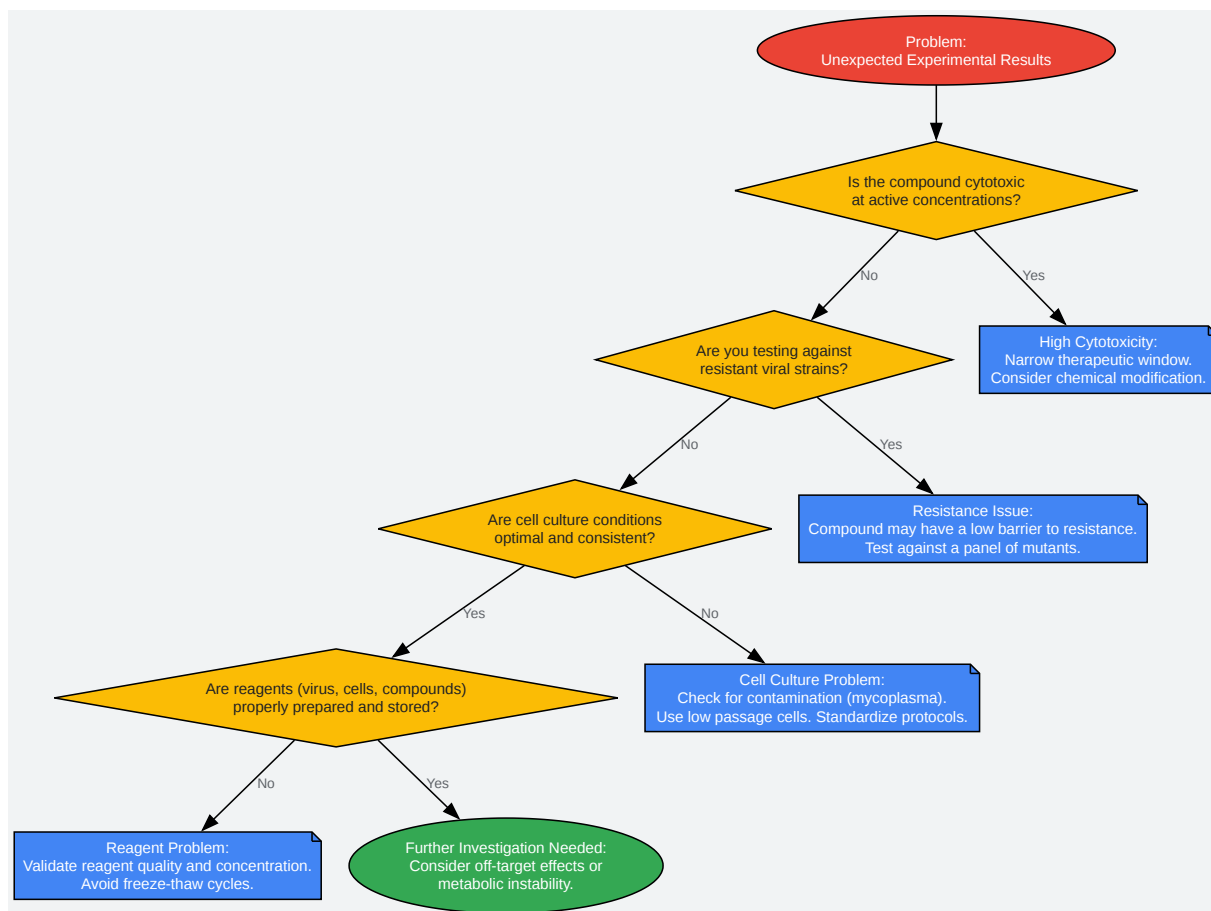 Problem:
Unexpected Experimental Results
Is the compound cytotoxic
at active concentrations?
No
Yes
Are you testing against
resistant viral strains?
High Cytotoxicity:
Narrow therapeutic window.
Consider chemical modification.
No
Yes
Are cell culture conditions
optimal and consistent?
Resistance Issue:
Compound may have a low barrier to resistance.
Test against a panel of mutants.
Yes
No
Are reagents (virus, cells, compounds)
properly prepared and stored?
Cell Culture Problem:
Check for contamination (mycoplasma).
Use low passage cells. Standardize protocols.
No
Yes
Reagent Problem:
Validate reagent quality and concentration.
Avoid freeze-thaw cycles.
Further Investigation Needed:
Consider off-target effects or
metabolic instability.